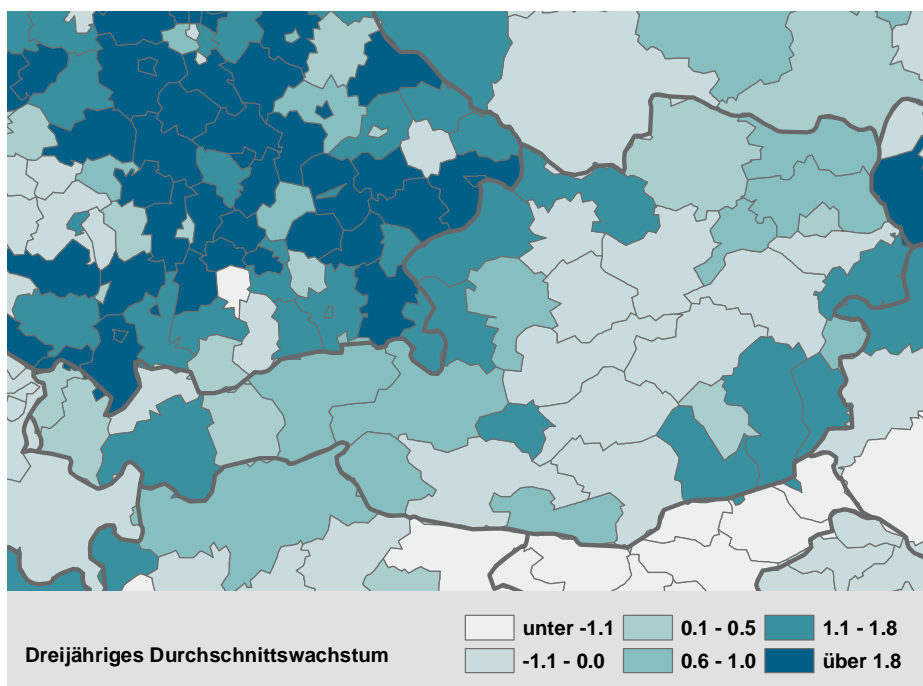 unter -1.1
0.1 - 0.5
1.1 - 1.8
Dreijähriges Durchschnittswachstum
-1.1 - 0.0
0.6 - 1.0
über 1.8